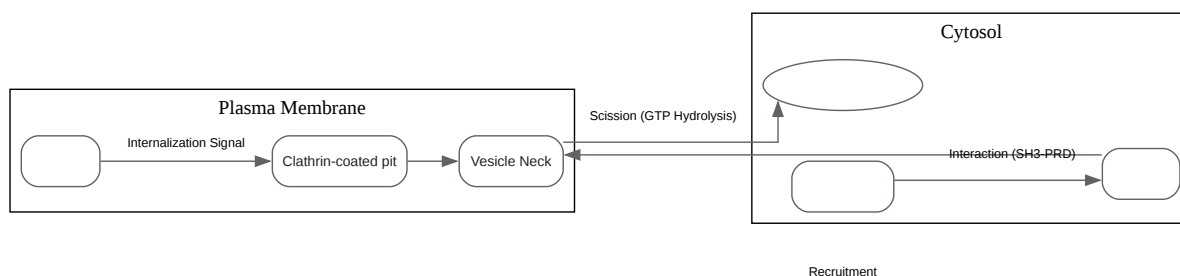 Cytosol
Plasma Membrane
Scission (GTP Hydrolysis)
Internalization Signal
Clathrin-coated pit
Vesicle Neck
Interaction (SH3-PRD)
Recruitment